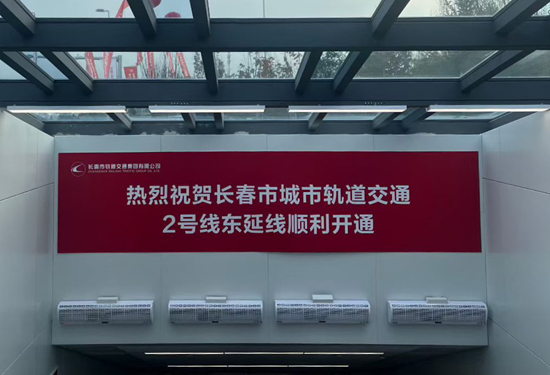 长春市轨道交通集团有限公司
热烈祝贺长春市城市轨道交通
2号线东延线顺利开通